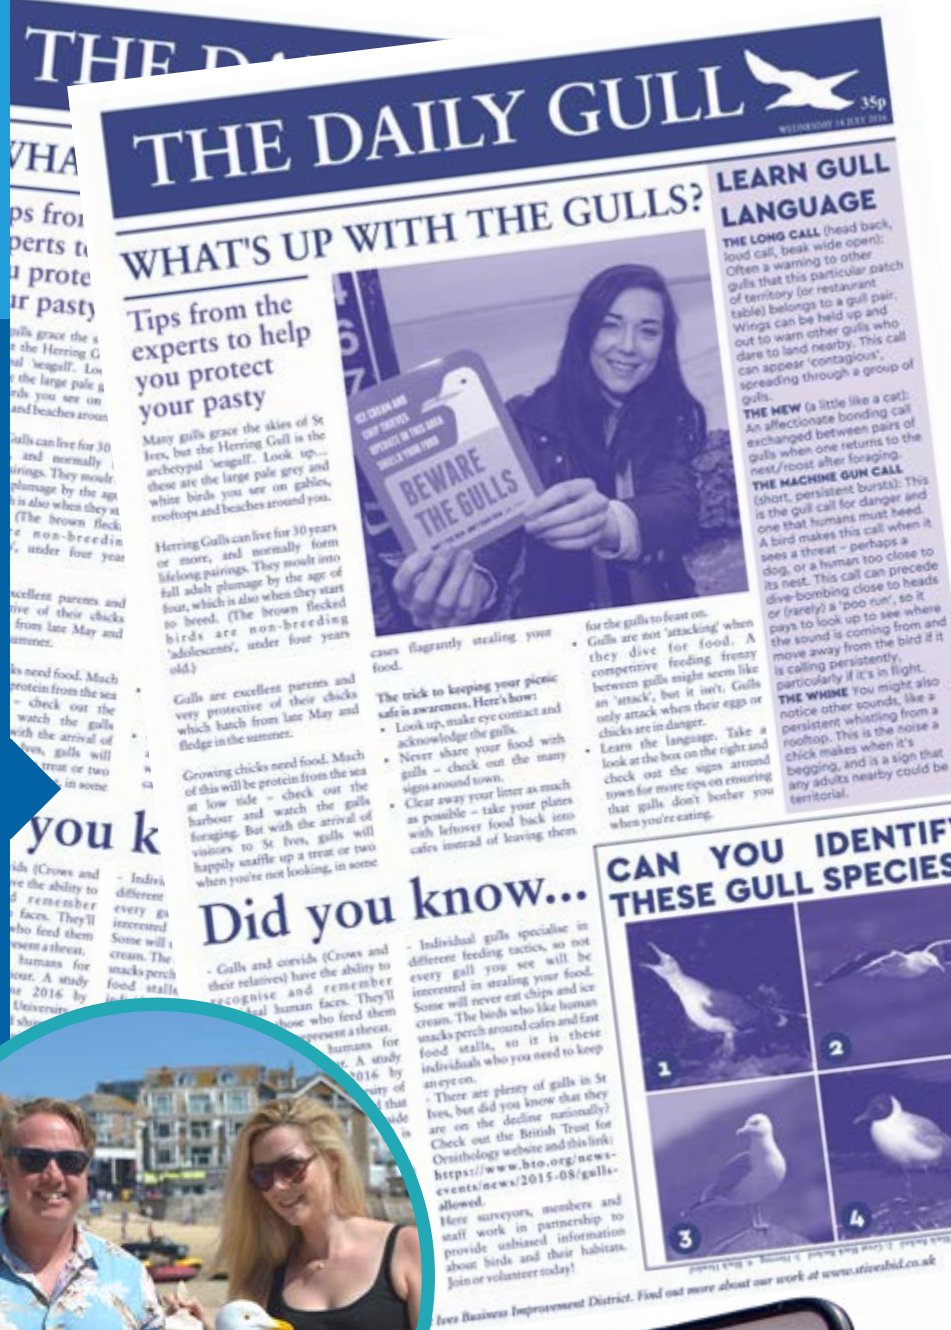 THE DAILY GULL
35p
WEDNESDAY 14 JULY 2016
WHAT'S UP WITH THE GULLS?
Tips from the
experts to help
you protect
your pasty
Many gulls grace the skies of St
Ives, but the Herring Gull is the
archetypal 'seagull'. Look up...
these are the large pale grey and
white birds you see on gables,
rooftops and beaches around you.
Herring Gulls can live for 30 years
or more, and normally form
lifelong pairings. They moult into
full adult plumage by the age of
four, which is also when they start
to breed. (The brown flecked
birds are non-breeding
'adolescents', under four years
old.)
Gulls are excellent parents and
very protective of their chicks
which hatch from late May and
fledge in the summer.
Growing chicks need food. Much
of this will be protein from the sea
at low tide – check out the
harbour and watch the gulls
foraging. But with the arrival of
visitors to St Ives, gulls will
happily snaffle up a treat or two
when you're not looking, in some
ICE CREAM AND
CHIP THIEVES
OPERATE IN THIS AREA
SHIELD YOUR FOOD
BEWARE
THE GULLS
cases flagrantly stealing your
food.
The trick to keeping your picnic
safe is awareness. Here's how:
• Look up, make eye contact and
acknowledge the gulls.
• Never share your food with
gulls – check out the many
signs around town.
• Clear away your litter as much
as possible – take your plates
with leftover food back into
cafes instead of leaving them
for the gulls to feast on.
• Gulls are not 'attacking' when
they dive for food. A
competitive feeding frenzy
between gulls might seem like
an 'attack', but it isn't. Gulls
only attack when their eggs or
chicks are in danger.
• Learn the language. Take a
look at the box on the right and
check out the signs around
town for more tips on ensuring
that gulls don't bother you
when you're eating.
LEARN GULL
LANGUAGE
THE LONG CALL (head back,
loud call, beak wide open):
Often a warning to other
gulls that this particular patch
of territory (or restaurant
table) belongs to a gull pair.
Wings can be held up and
out to warn other gulls who
dare to land nearby. This call
can appear 'contagious',
spreading through a group of
gulls.
THE MEW (a little like a cat):
An affectionate bonding call
exchanged between pairs of
gulls when one returns to the
nest/roost after foraging.
THE MACHINE GUN CALL
(short, persistent bursts): This
is the gull call for danger and
one that humans must heed.
A bird makes this call when it
sees a threat – perhaps a
dog, or a human too close to
its nest. This call can precede
dive-bombing close to heads
or (rarely) a 'poo run', so it
pays to look up to see where
the sound is coming from and
move away from the bird if it
is calling persistently,
particularly if it's in flight.
THE WHINE You might also
notice other sounds, like a
persistent whistling from a
rooftop. This is the noise a
chick makes when it's
begging, and is a sign that
any adults nearby could be
territorial.
Did you know...
- Gulls and corvids (Crows and
their relatives) have the ability to
recognise and remember
human faces. They'll
those who feed them
present a threat.
humans for
A study
2016 by
of
that
- Individual gulls specialise in
different feeding tactics, so not
every gull you see will be
interested in stealing your food.
Some will never eat chips and ice
cream. The birds who like human
snacks perch around cafes and fast
food stalls, so it is these
individuals who you need to keep
an eye on.
- There are plenty of gulls in St
Ives, but did you know that they
are on the decline nationally?
Check out the British Trust for
Ornithology website and this link:
https://www.bto.org/news-
events/news/2015-08/gulls-
allowed.
Here surveyors, members and
staff work in partnership to
provide unbiased information
about birds and their habitats.
Join or volunteer today!
CAN YOU IDENTIFY
THESE GULL SPECIES
1
2
3
4
Ives Business Improvement District. Find out more about our work at www.stivesbid.co.uk